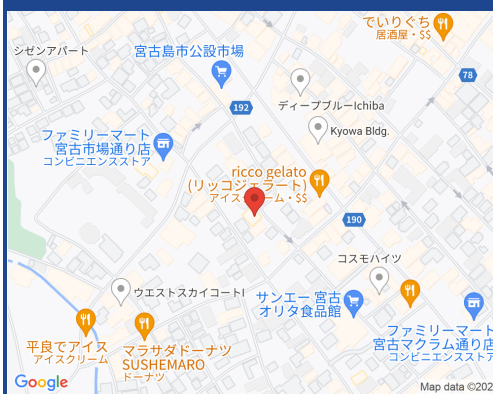 でいりぐち
居酒屋・$$
シゼンアパート
宮古島市公設市場
78
ディープブルーIchiba
192
Kyowa Bldg.
ファミリーマート
宮古市場通り店
コンビニエンスストア
ricco gelato
(リッコジェラート)
アイスクリーム・$$
190
コスモハイツ
ウエストスカイコートI
サンエー 宮古
オリタ食品館
平良でアイス
アイスクリーム
マラサダドーナツ
SUSHEMARO
ドーナツ
ファミリーマート
宮古マクラム通り店
コンビニエンススト
Google
Map data ©202